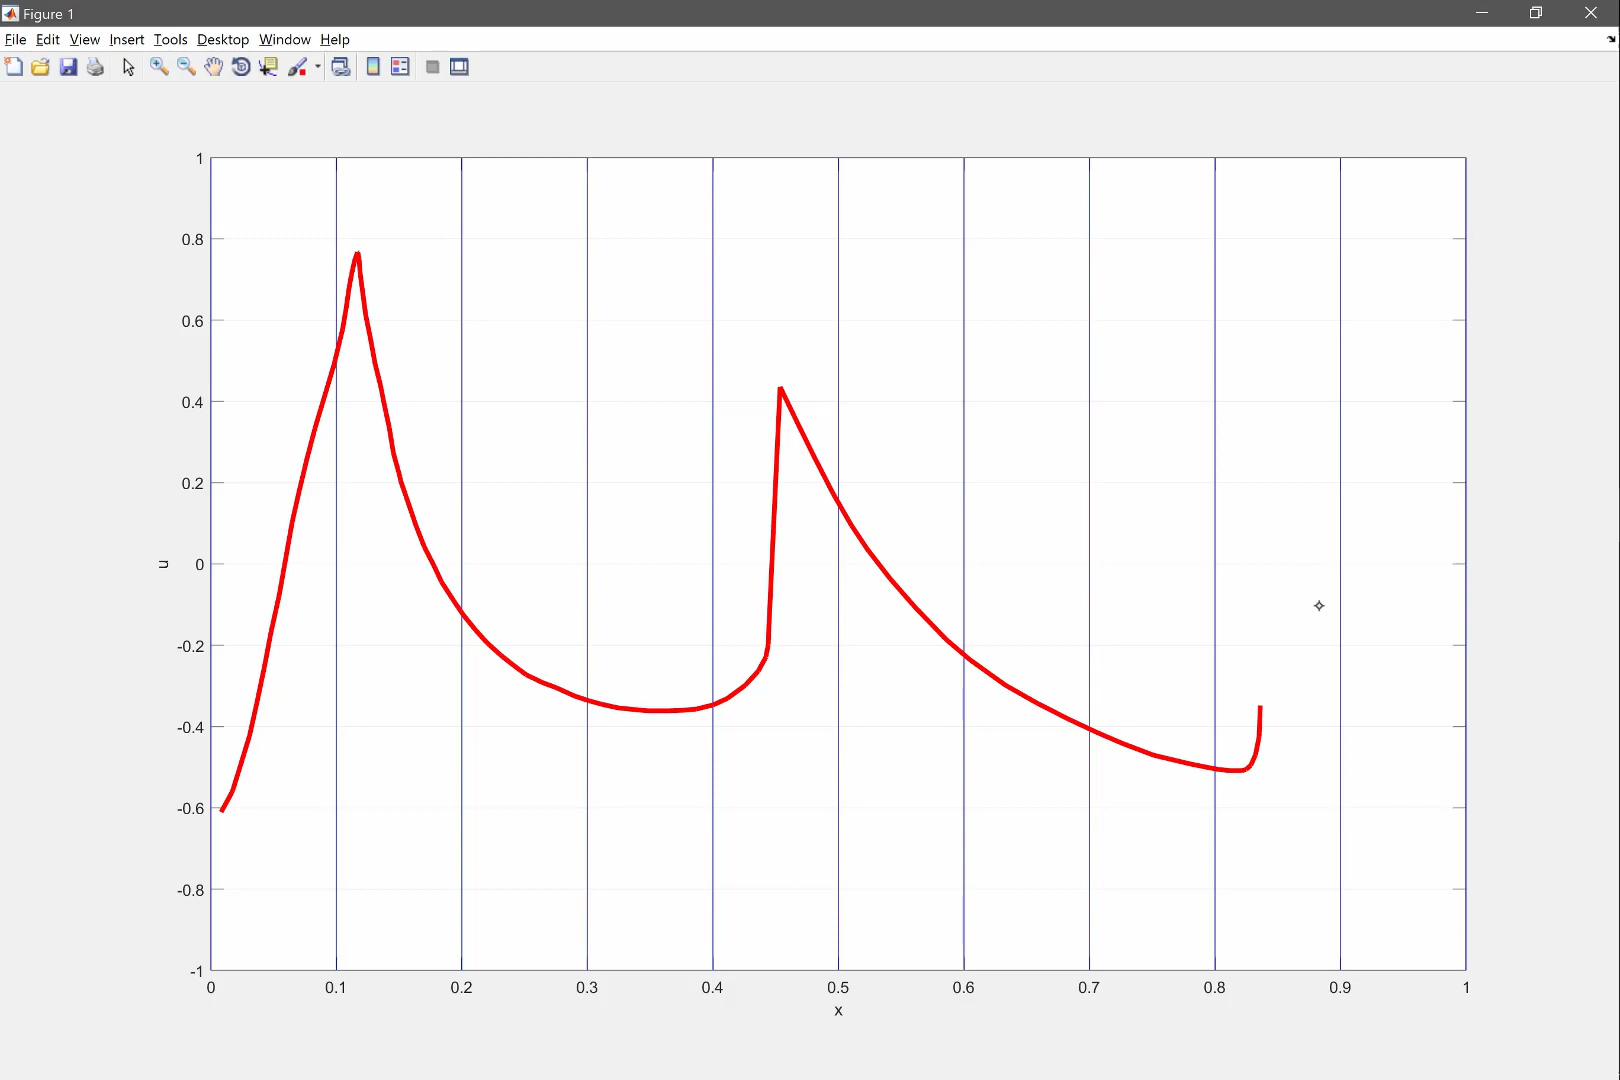 Figure 1
File Edit View Insert Tools Desktop Window Help
1
0.8
0.6
0.4
0.2
0
-0.2
-0.4
-0.6
-0.8
-1
u
0 0.1 0.2 0.3 0.4 0.5 0.6 0.7 0.8 0.9 1
x